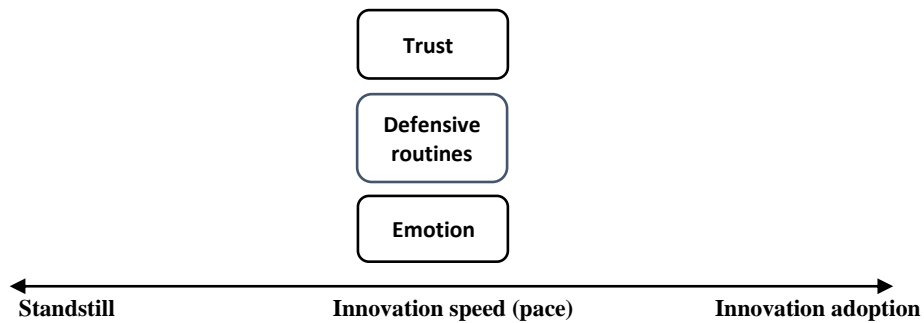 Trust
Defensive
routines
Emotion
Standstill Innovation speed (pace) Innovation adoption